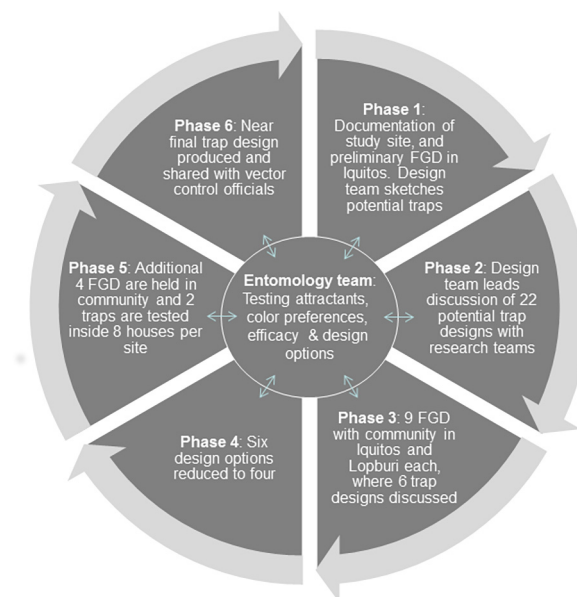 Phase 1:
Documentation of
study site, and
preliminary FGD in
Iquitos. Design
team sketches
potential traps
Phase 2: Design
team leads
discussion of 22
potential trap
designs with
research teams
Phase 3: 9 FGD
with community in
Iquitos and
Lopburi each,
where 6 trap
designs discussed
Phase 4: Six
design options
reduced to four
Phase 5: Additional
4 FGD are held in
community and 2
traps are tested
inside 8 houses per
site
Phase 6: Near
final trap design
produced and
shared with vector
control officials
Entomology team:
Testing attractants,
color preferences,
efficacy & design
options